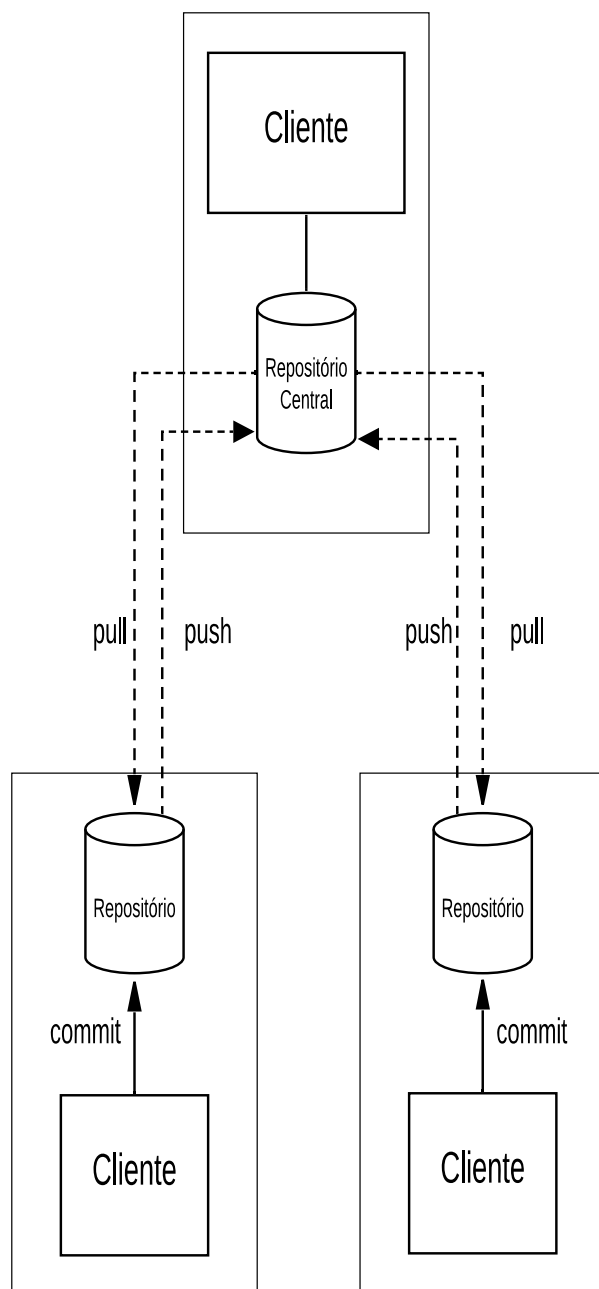 Cliente
Repositório
Central
pull
push
push
pull
Repositório
Repositório
commit
commit
Cliente
Cliente